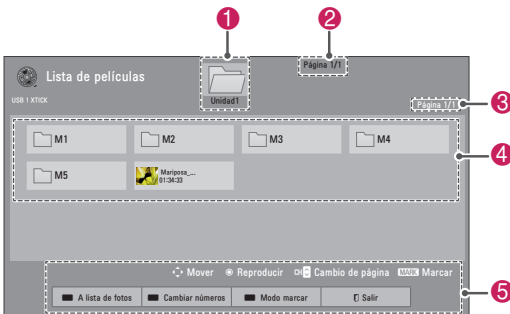 1
2
Página 1/1
Lista de películas
USB 1 XTICK
Unidad1
Página 1/1
3
M1
M2
M3
M4
4
M5
Mariposa_...
01:34:33
Mover
Reproducir
CH
Cambio de página
MARK Marcar
5
A lista de fotos
Cambiar números
Modo marcar
Salir